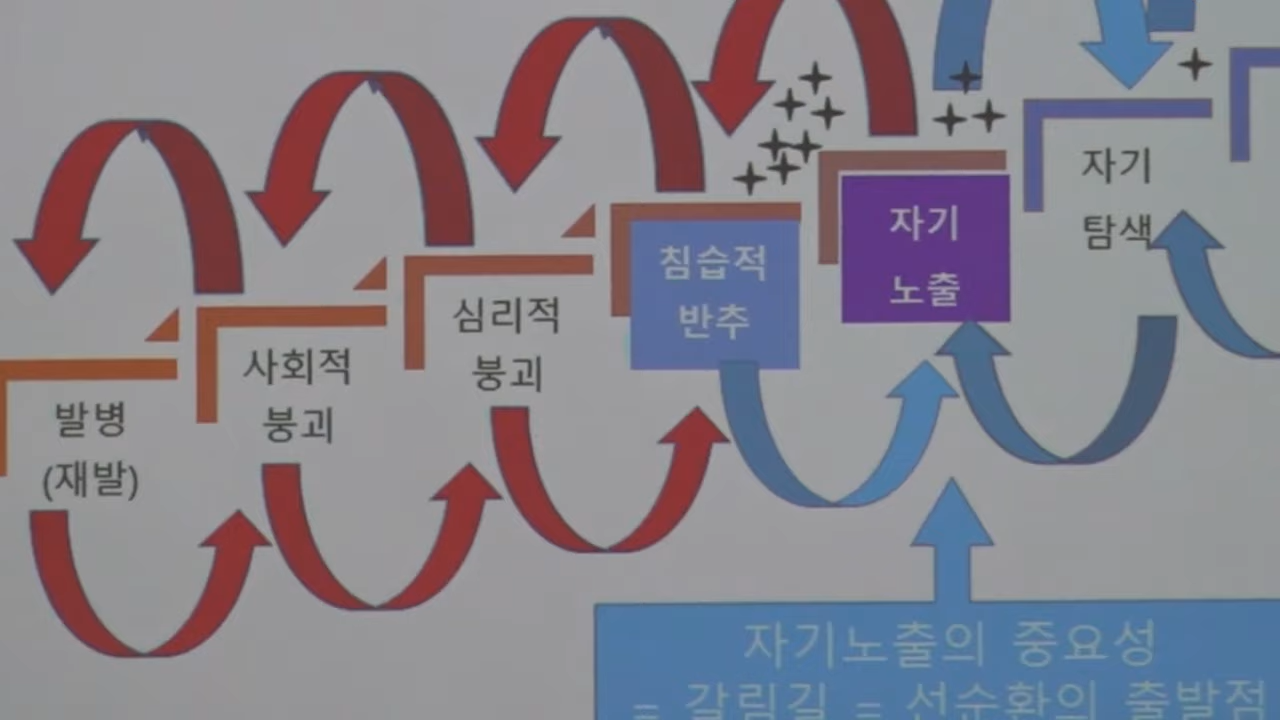 발병
(재발)
사회적
붕괴
심리적
붕괴
침습적
반추
자기
노출
자기
탐색
자기노출의 중요성
= 갈림길 = 선순환의 출발점